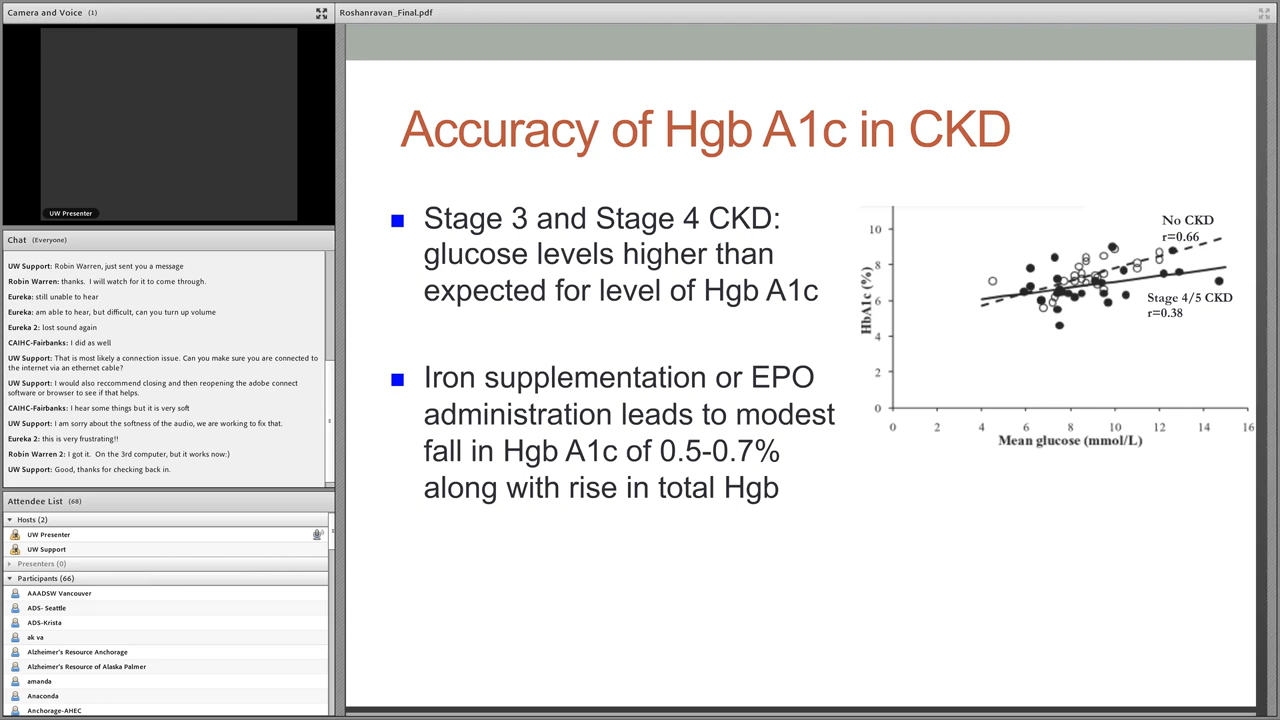 Camera and Voice (1)
UW Presenter
Chat (Everyone)
UW Support: Robin Warren, just sent you a message
Robin Warren: thanks. I will watch for it to come through.
Eureka: still unable to hear
Eureka: am able to hear, but difficult, can you turn up volume
Eureka 2: lost sound again
CAIHC-Fairbanks: I did as well
UW Support: That is most likely a connection issue. Can you make sure you are connected to
the internet via an ethernet cable?
UW Support: I would also reccommend closing and then reopening the adobe connect
software or browser to see if that helps.
CAIHC-Fairbanks: I hear some things but it is very soft
UW Support: I am sorry about the softness of the audio, we are working to fix that.
Eureka 2: this is very frustrating!!
Robin Warren 2: I got it. On the 3rd computer, but it works now:)
UW Support: Good, thanks for checking back in.
Attendee List (68)
Hosts (2)
UW Presenter
UW Support
Presenters (0)
Participants (66)
AAADSW Vancouver
ADS- Seattle
ADS-Krista
ak va
Alzheimer's Resource Anchorage
Alzheimer's Resource of Alaska Palmer
amanda
Anaconda
Anchorage-AHEC
Roshanravan_Final.pdf
Accuracy of Hgb A1c in CKD
Stage 3 and Stage 4 CKD:
glucose levels higher than
expected for level of Hgb A1c
Iron supplementation or EPO
administration leads to modest
fall in Hgb A1c of 0.5-0.7%
along with rise in total Hgb
No CKD
r=0.66
Stage 4/5 CKD
r=0.38
HbA1c (%)
10
8
6
4
2
0
0 2 4 6 8 10 12 14 16
Mean glucose (mmol/L)